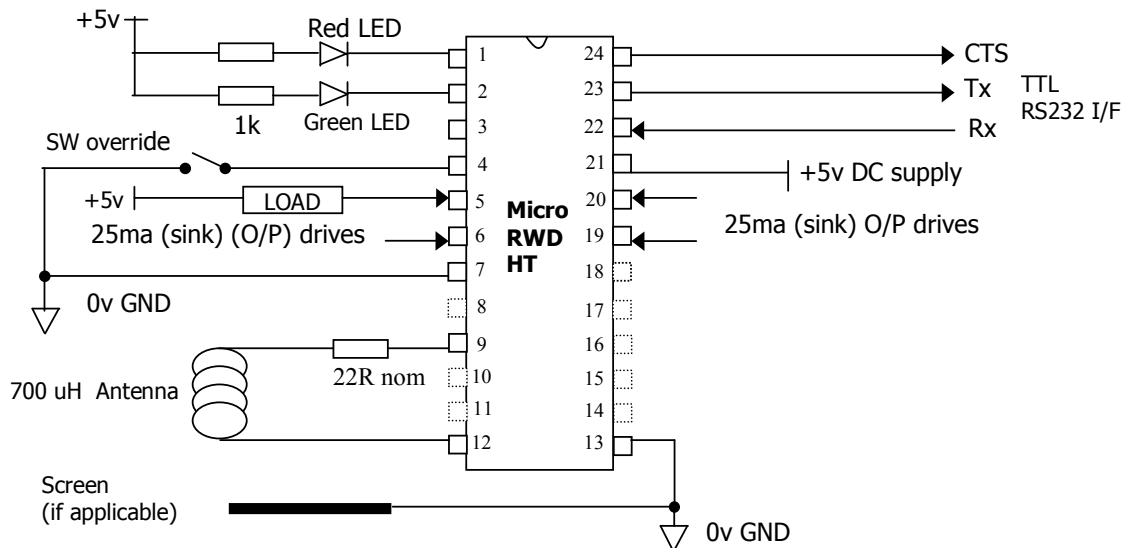 +5v
Red LED
Green LED
1k
SW override
+5v
LOAD
25ma (sink) (O/P) drives
0v GND
22R nom
700 uH Antenna
Screen
(if applicable)
1
2
3
4
5
6
7
8
9
10
11
12
Micro
RWD
HT
24
23
22
21
20
19
18
17
16
15
14
13
CTS
Tx
Rx
TTL
RS232 I/F
+5v DC supply
25ma (sink) O/P drives
0v GND